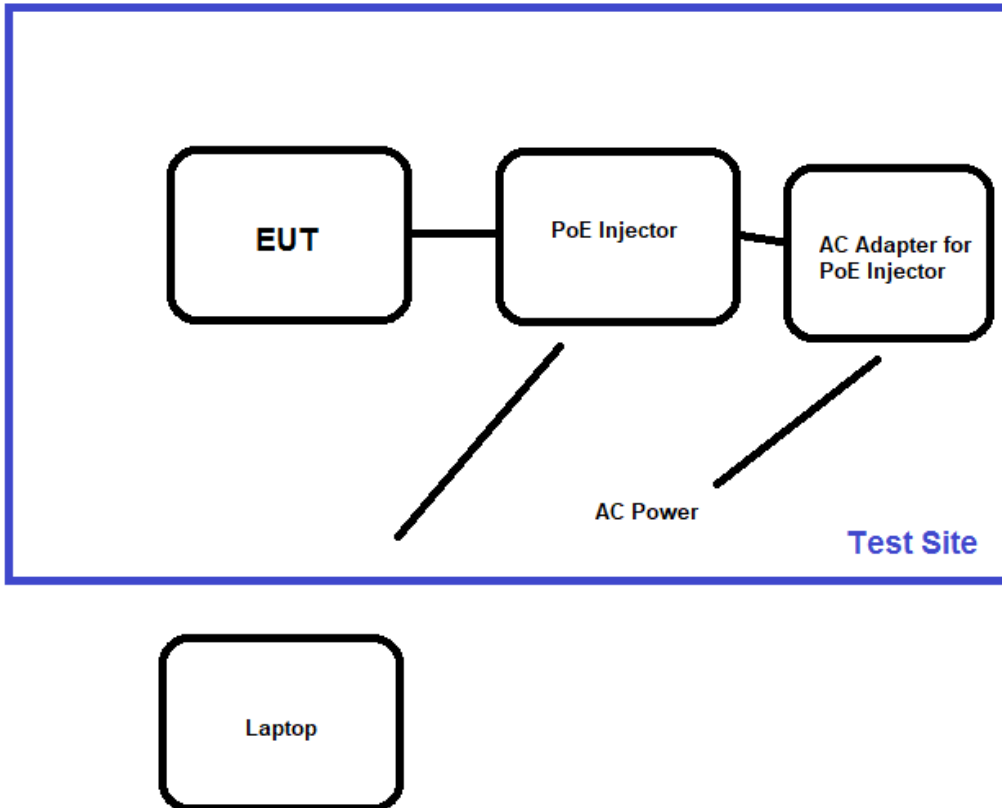 EUT
PoE Injector
AC Adapter for
PoE Injector
AC Power
Test Site
Laptop